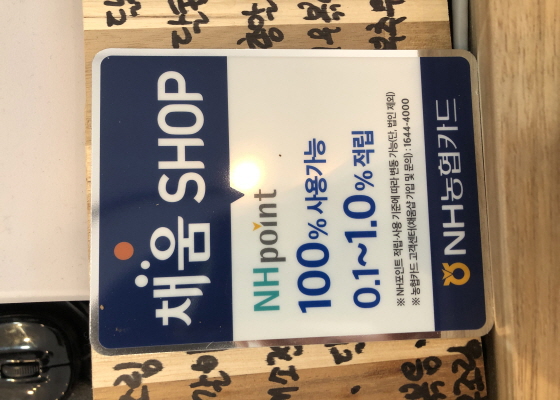 채움 SHOP
NH point
100% 사용가능
0.1~1.0% 적립
※ NH포인트 적립/사용 기준에 따라 변동 가능(단, 법인 제외)
※ 농협카드 고객센터(채움샵 가입 및 문의) : 1644-4000
NH농협카드